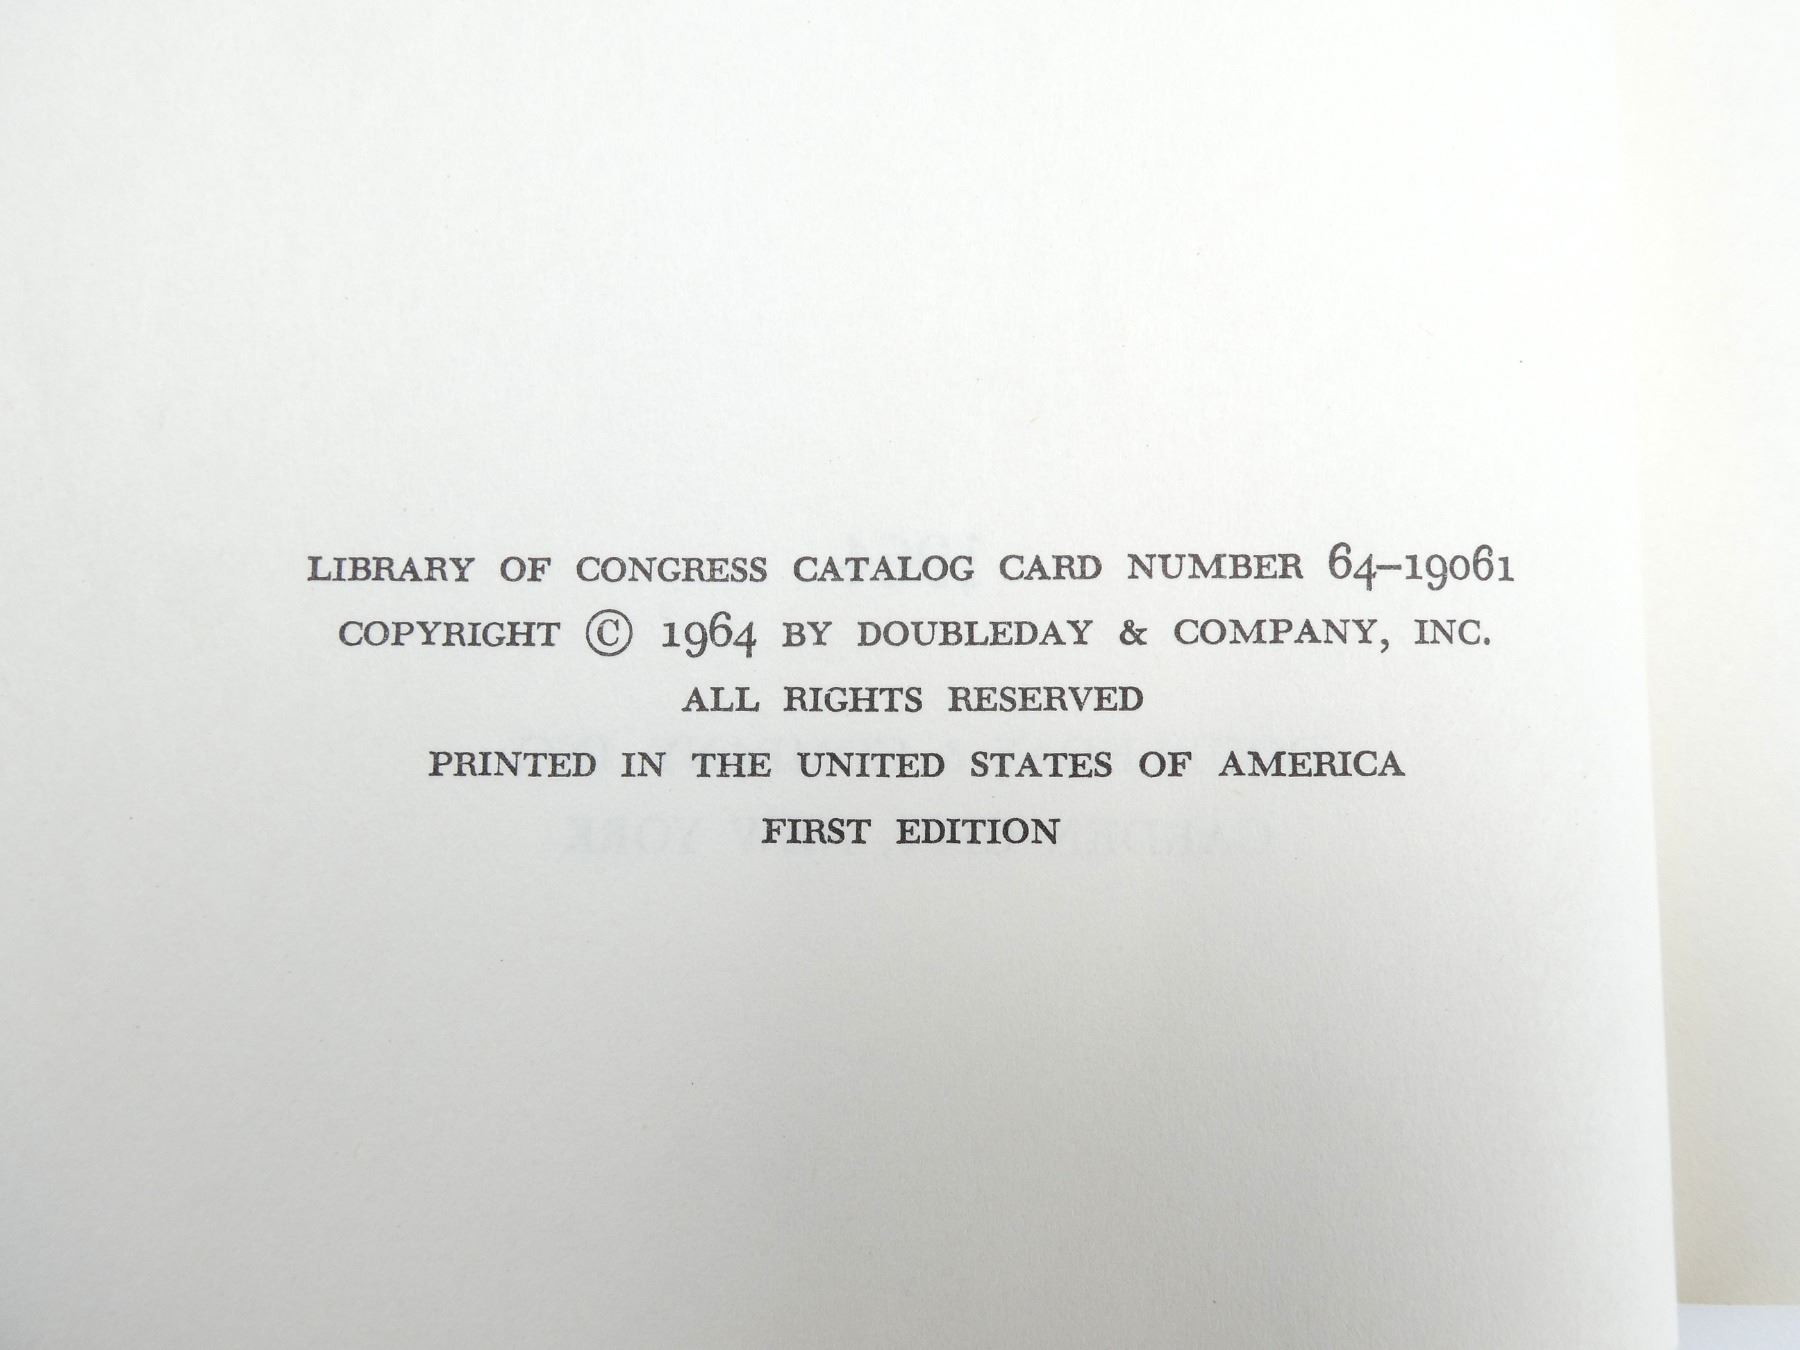 LIBRARY OF CONGRESS CATALOG CARD NUMBER 64–19061
COPYRIGHT © 1964 BY DOUBLEDAY & COMPANY, INC.
ALL RIGHTS RESERVED
PRINTED IN THE UNITED STATES OF AMERICA
FIRST EDITION